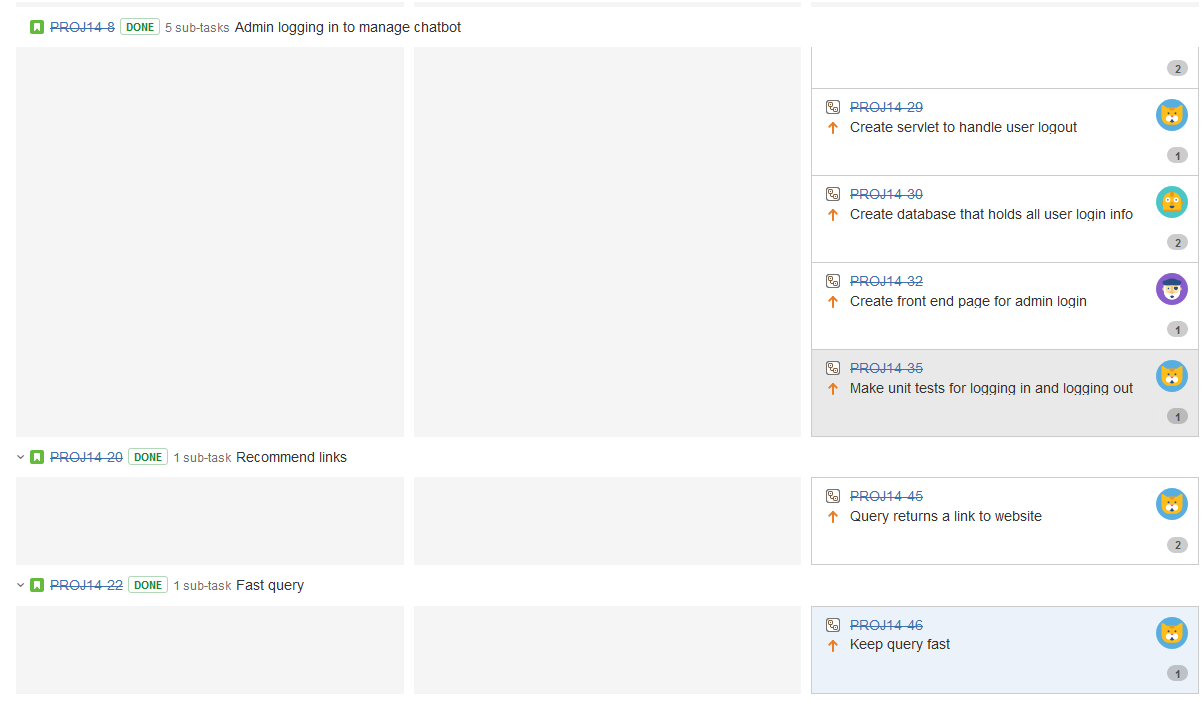 PROJ14-8 DONE 5 sub-tasks Admin logging in to manage chatbot
2
PROJ14-29
Create servlet to handle user logout
1
PROJ14-30
Create database that holds all user login info
2
PROJ14-32
Create front end page for admin login
1
PROJ14-35
Make unit tests for logging in and logging out
1
PROJ14-20 DONE 1 sub-task Recommend links
PROJ14-45
Query returns a link to website
2
PROJ14-22 DONE 1 sub-task Fast query
PROJ14-46
Keep query fast
1